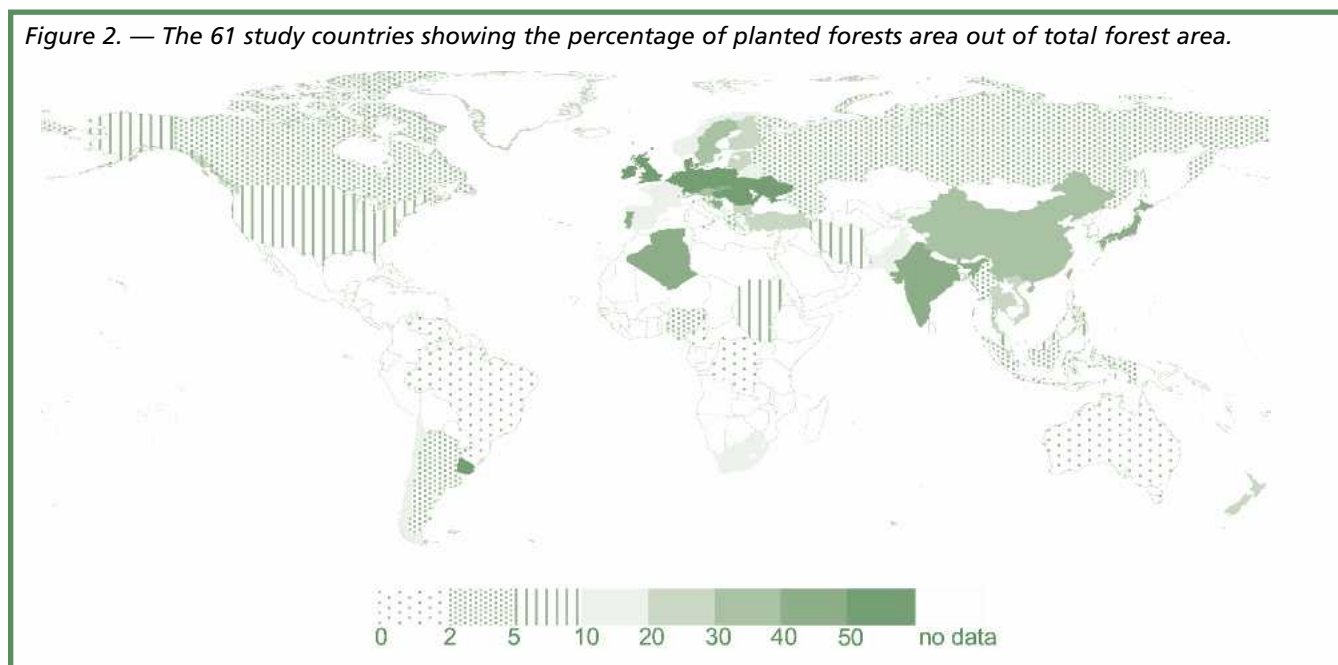 Figure 2. — The 61 study countries showing the percentage of planted forests area out of total forest area.
0 2 5 10 20 30 40 50 no data